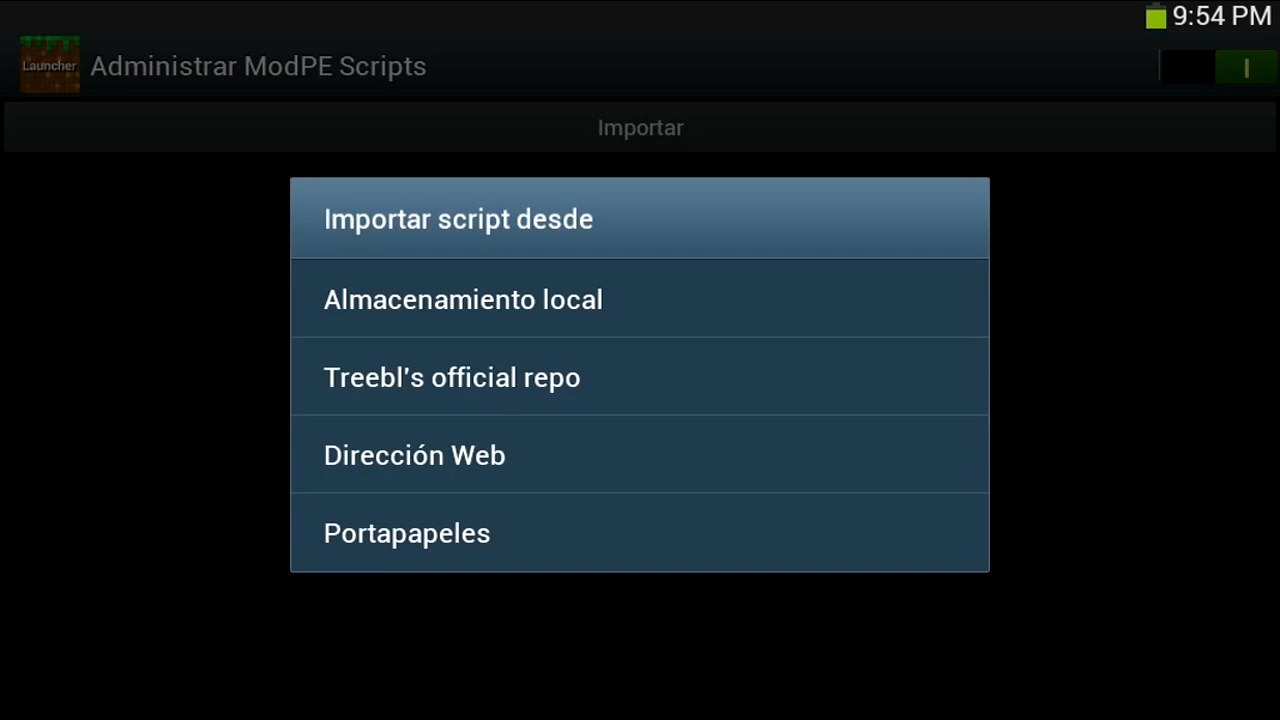 9:54 PM
Launcher
Administrar ModPE Scripts
Importar
Importar script desde
Almacenamiento local
Treebl's official repo
Dirección Web
Portapapeles